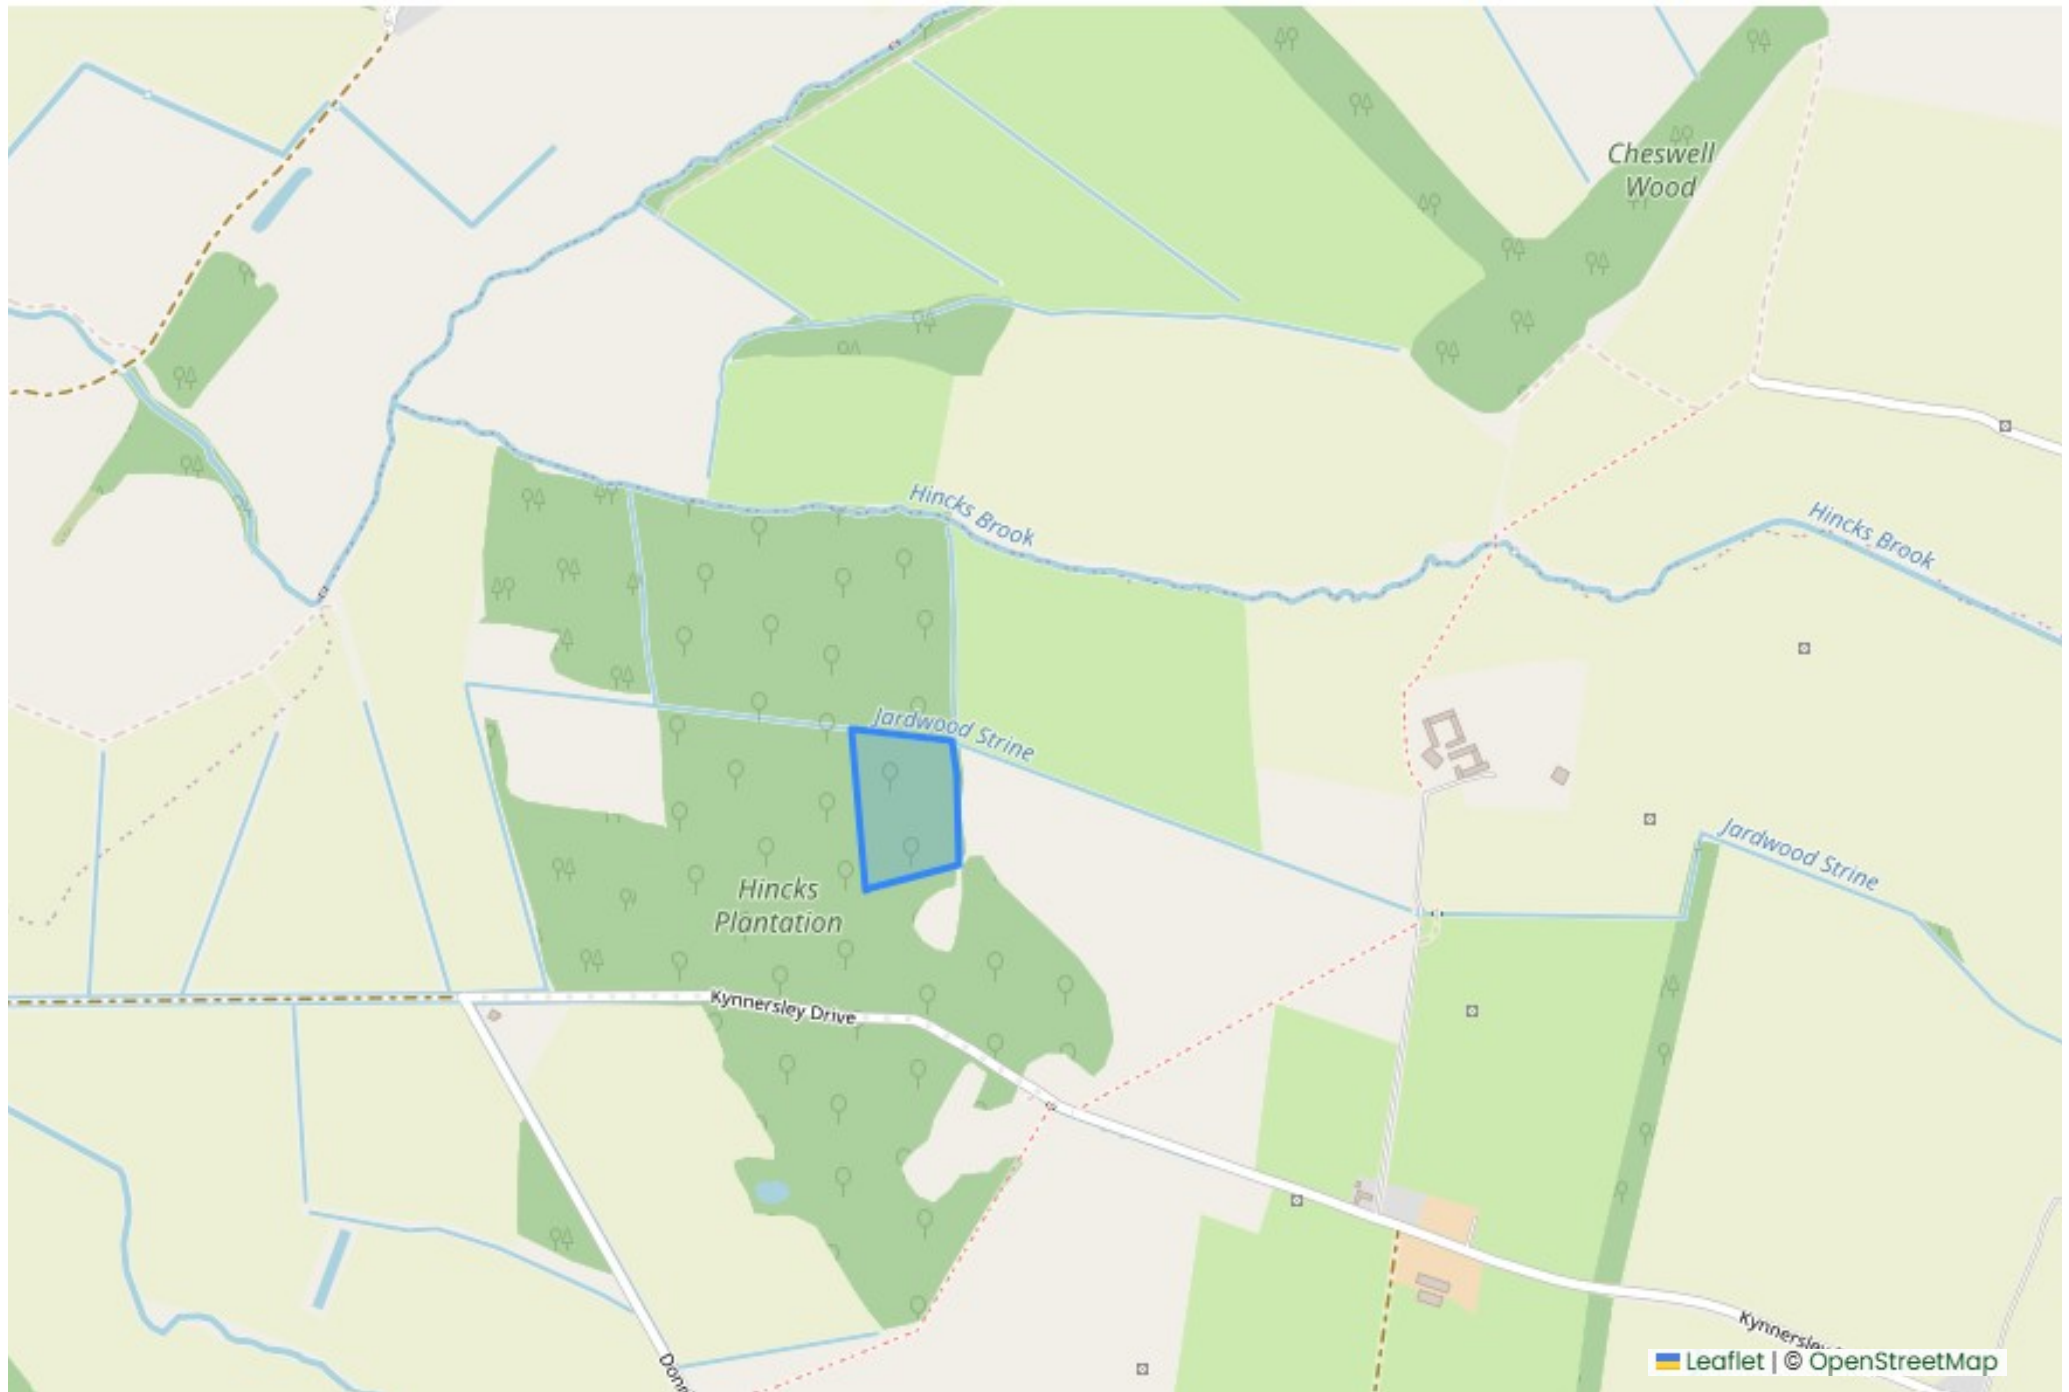 Cheswell
Wood
Hincks Brook
Hincks Brook
Jardwood Strine
Jardwood Strine
Hincks
Plantation
Kynnersley Drive
Kynnersley
Leaflet | © OpenStreetMap